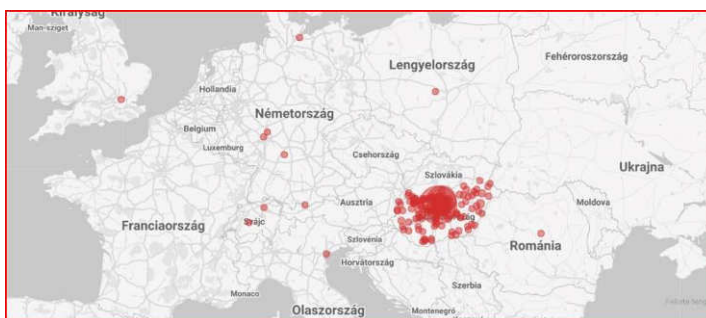 Királyság
Man-sziget
Hollandia
Lengyelország
Fehéroroszország
Németország
Belgium
Luxemburg
Csehország
Szlovákia
Ukrajna
Franciaország
Svájc
Ausztria
Moldova
Szlovénia
Románia
Horvátország
Szerbia
Monaco
Olaszország
Montenegró